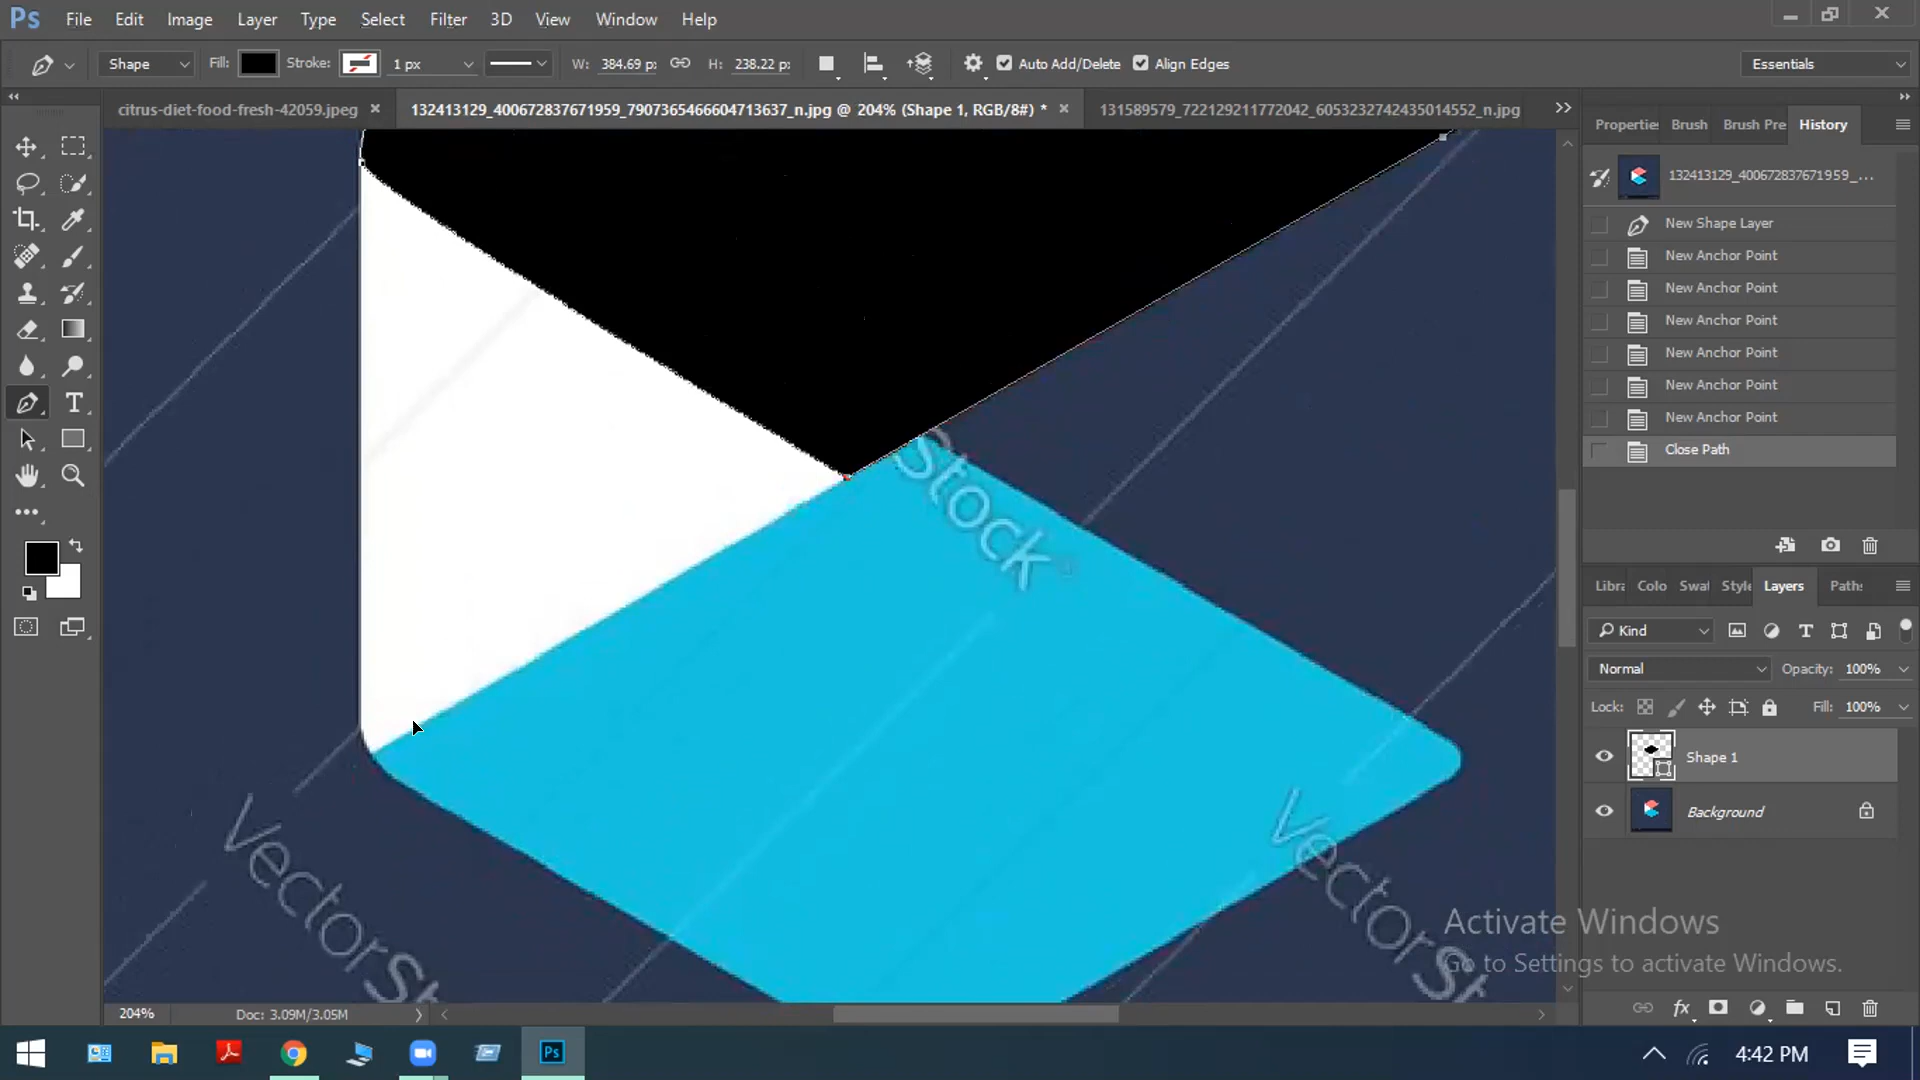 Ps File Edit Image Layer Type Select Filter 3D View Window Help
Shape Fill: Stroke: 1 px W: 384.69 p: H: 238.22 p: Auto Add/Delete Align Edges Essentials
citrus-diet-food-fresh-42059.jpeg × 132413129_400672837671959_7907365466604713637_n.jpg @ 204% (Shape 1, RGB/8#) * × 131589579_722129211772042_6053232742435014552_n.jpg
Propertie Brush Brush Pre History
132413129_400672837671959_...
New Shape Layer
New Anchor Point
New Anchor Point
New Anchor Point
New Anchor Point
New Anchor Point
New Anchor Point
Close Path
Libra Colo Swat Style Layers Paths
Kind
Normal Opacity: 100%
Lock: Fill: 100%
Shape 1
Background
Stock
VectorSt
VectorSt
Activate Windows
Go to Settings to activate Windows.
204% Doc: 3.09M/3.05M
fx
Ps 4:42 PM